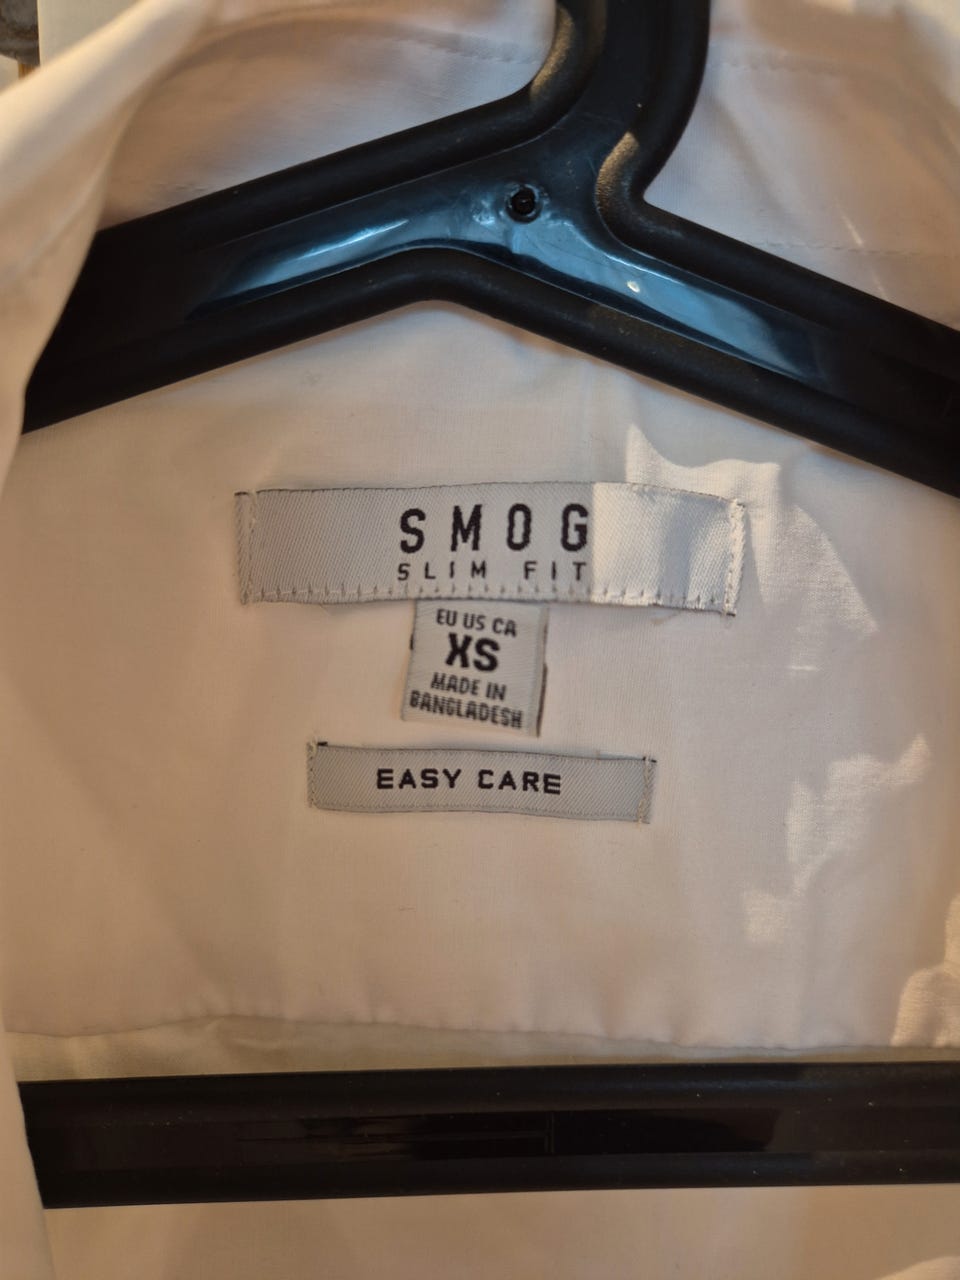 SMOG
SLIM FIT
EU US CA
XS
MADE IN
BANGLADESH
EASY CARE